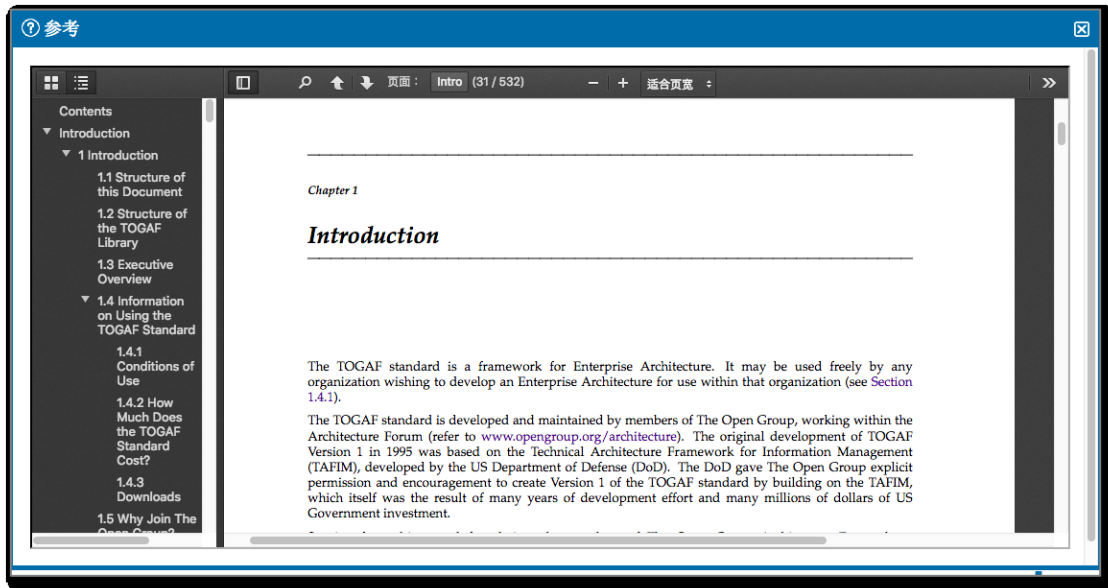 参考
页面： Intro (31 / 532)
适合页宽
Contents
Introduction
1 Introduction
1.1 Structure of
this Document
1.2 Structure of
the TOGAF
Library
1.3 Executive
Overview
1.4 Information
on Using the
TOGAF Standard
1.4.1
Conditions of
Use
1.4.2 How
Much Does
the TOGAF
Standard
Cost?
1.4.3
Downloads
1.5 Why Join The
Open Group?
Chapter 1
Introduction
The TOGAF standard is a framework for Enterprise Architecture. It may be used freely by any
organization wishing to develop an Enterprise Architecture for use within that organization (see Section
1.4.1).
The TOGAF standard is developed and maintained by members of The Open Group, working within the
Architecture Forum (refer to www.opengroup.org/architecture). The original development of TOGAF
Version 1 in 1995 was based on the Technical Architecture Framework for Information Management
(TAFIM), developed by the US Department of Defense (DoD). The DoD gave The Open Group explicit
permission and encouragement to create Version 1 of the TOGAF standard by building on the TAFIM,
which itself was the result of many years of development effort and many millions of dollars of US
Government investment.